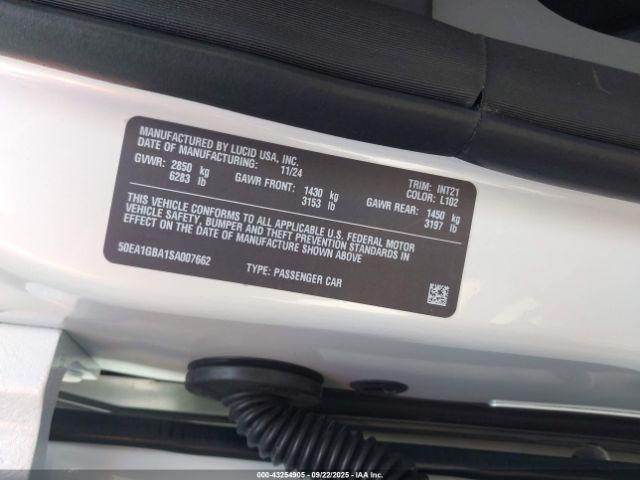 MANUFACTURED BY LUCID USA, INC.
DATE OF MANUFACTURING: 11/24
TRIM: INT21
COLOR: L102
GVWR: 2850 kg GAWR FRONT: 1430 kg GAWR REAR: 1450 kg
6283 lb 3153 lb 3197 lb
THIS VEHICLE CONFORMS TO ALL APPLICABLE U.S. FEDERAL MOTOR
VEHICLE SAFETY, BUMPER AND THEFT PREVENTION STANDARDS IN
EFFECT ON THE DATE OF MANUFACTURE SHOWN ABOVE
50EA1GBA1SA007662
TYPE: PASSENGER CAR
000-43254905 - 09/22/2025 - IAA Inc.